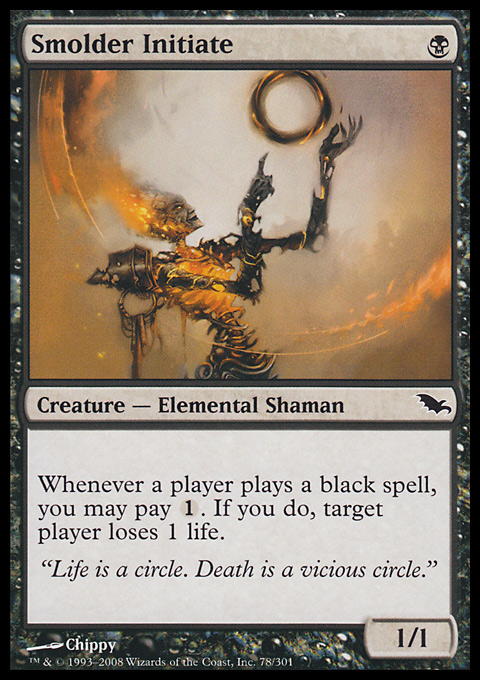 Smolder Initiate
Creature — Elemental Shaman
Whenever a player plays a black spell,
you may pay 1. If you do, target
player loses 1 life.
“Life is a circle. Death is a vicious circle.”
1/1
Chippy
™ & © 1993–2008 Wizards of the Coast, Inc. 78/301